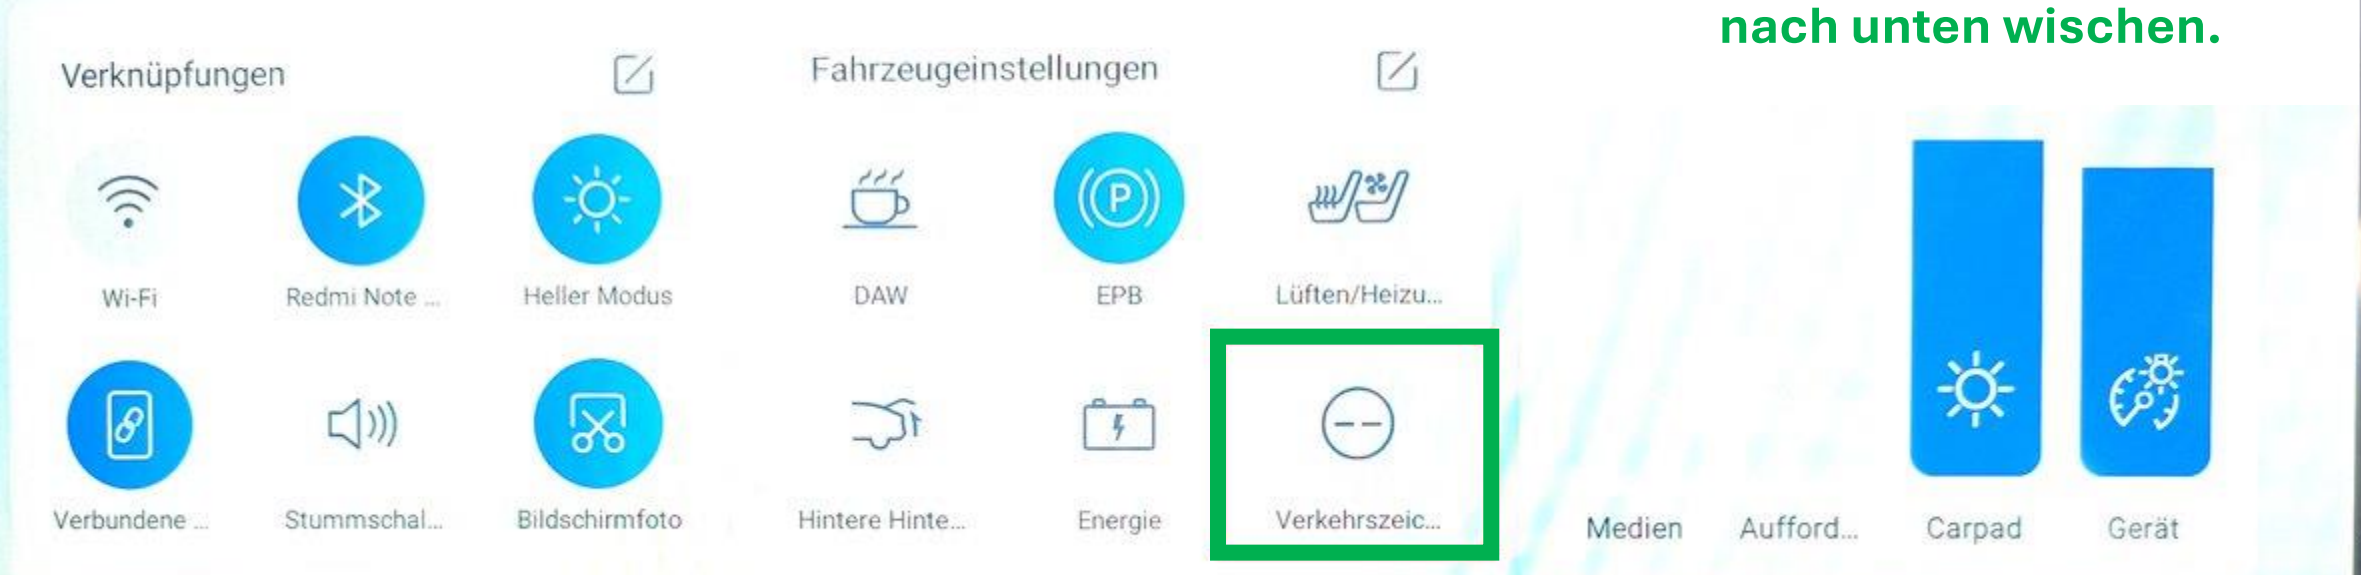 nach unten wischen.
Verknüpfungen
Fahrzeugeinstellungen
Wi-Fi
Redmi Note ...
Heller Modus
DAW
EPB
Lüften/Heizu...
Verbundene ...
Stummschal...
Bildschirmfoto
Hintere Hinte...
Energie
Verkehrszeic...
Medien
Aufford...
Carpad
Gerät